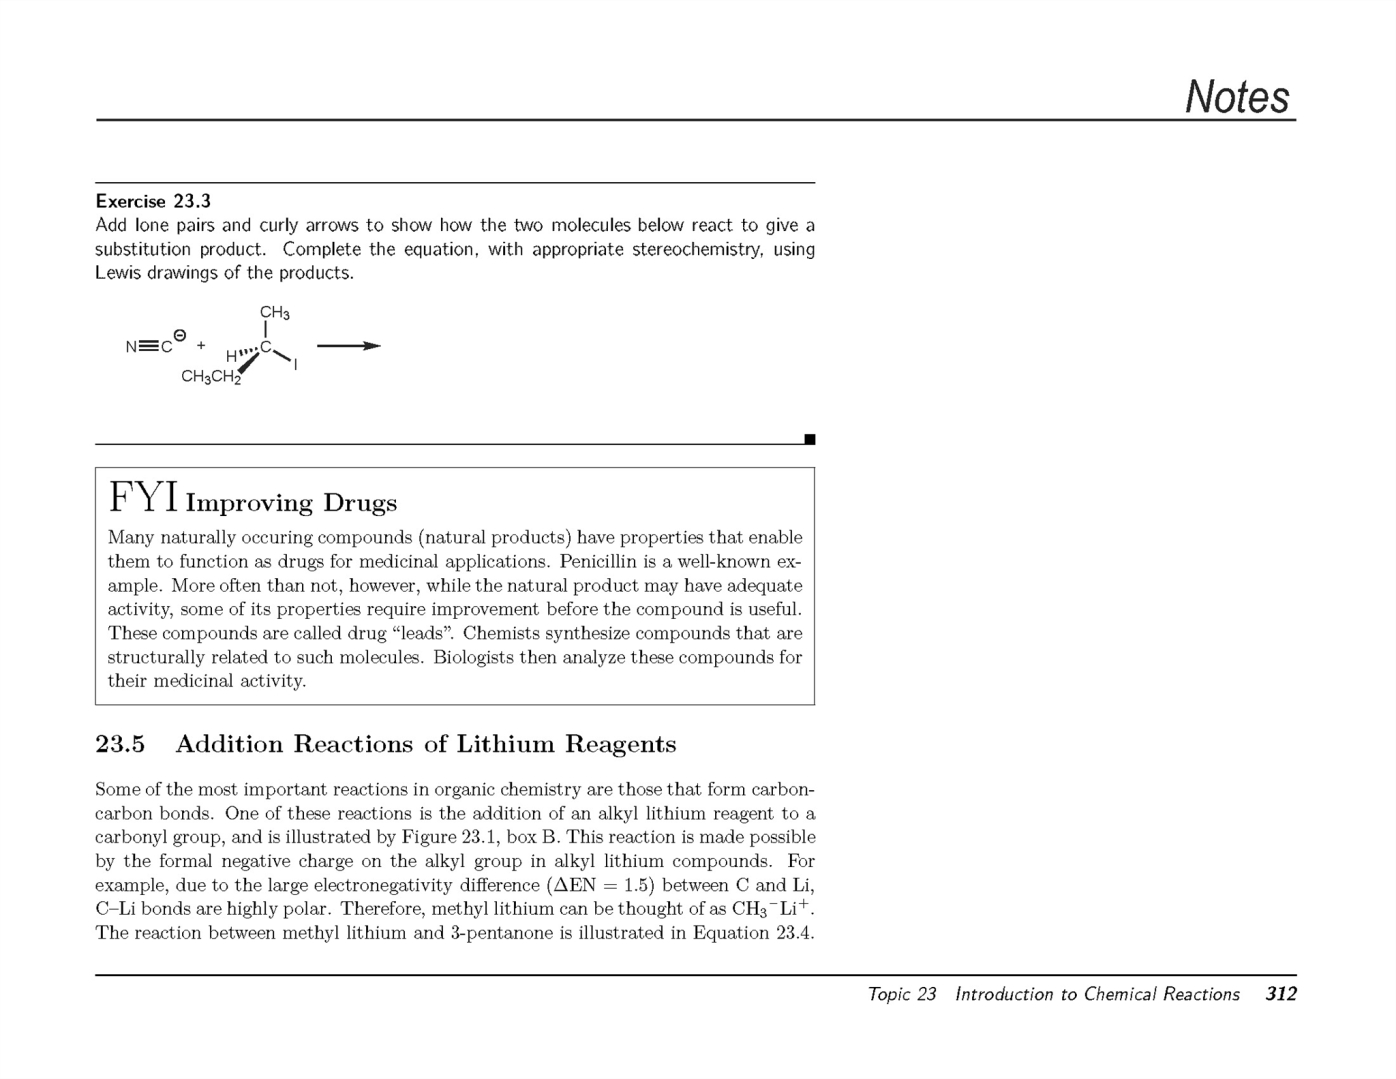 Notes
Exercise 23.3
Add lone pairs and curly arrows to show how the two molecules below react to give a
substitution product. Complete the equation, with appropriate stereochemistry, using
Lewis drawings of the products.
CH₃
N≡C⊖ + H C
I
CH₃CH₂
FYI Improving Drugs
Many naturally occuring compounds (natural products) have properties that enable
them to function as drugs for medicinal applications. Penicillin is a well-known ex-
ample. More often than not, however, while the natural product may have adequate
activity, some of its properties require improvement before the compound is useful.
These compounds are called drug “leads”. Chemists synthesize compounds that are
structurally related to such molecules. Biologists then analyze these compounds for
their medicinal activity.
23.5 Addition Reactions of Lithium Reagents
Some of the most important reactions in organic chemistry are those that form carbon-
carbon bonds. One of these reactions is the addition of an alkyl lithium reagent to a
carbonyl group, and is illustrated by Figure 23.1, box B. This reaction is made possible
by the formal negative charge on the alkyl group in alkyl lithium compounds. For
example, due to the large electronegativity difference (ΔEN = 1.5) between C and Li,
C–Li bonds are highly polar. Therefore, methyl lithium can be thought of as CH₃⁻Li⁺.
The reaction between methyl lithium and 3-pentanone is illustrated in Equation 23.4.
Topic 23 Introduction to Chemical Reactions 312